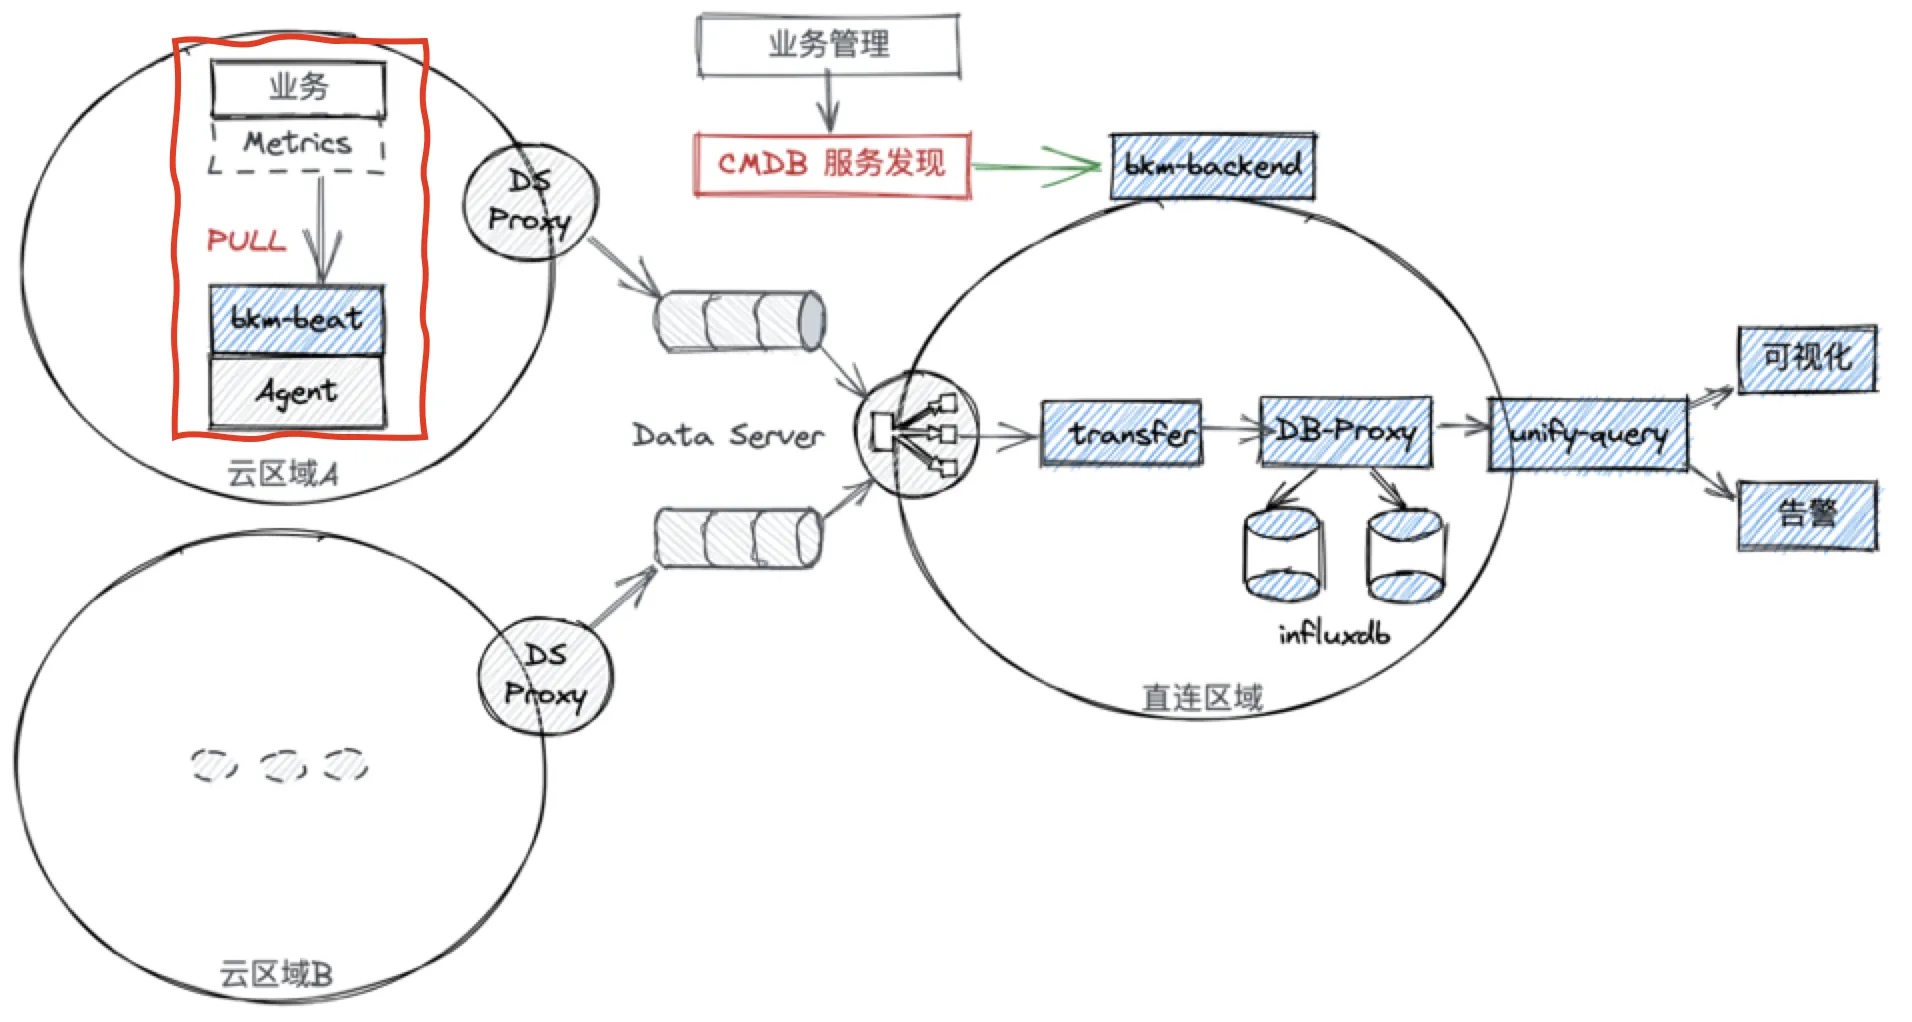 业务
Metrics
PULL
bkm-beat
Agent
云区域A
DS
Proxy
业务管理
CMDB 服务发现
bkm-backend
Data Server
transfer
DB-Proxy
unify-query
可视化
告警
influxdb
直连区域
DS
Proxy
云区域B